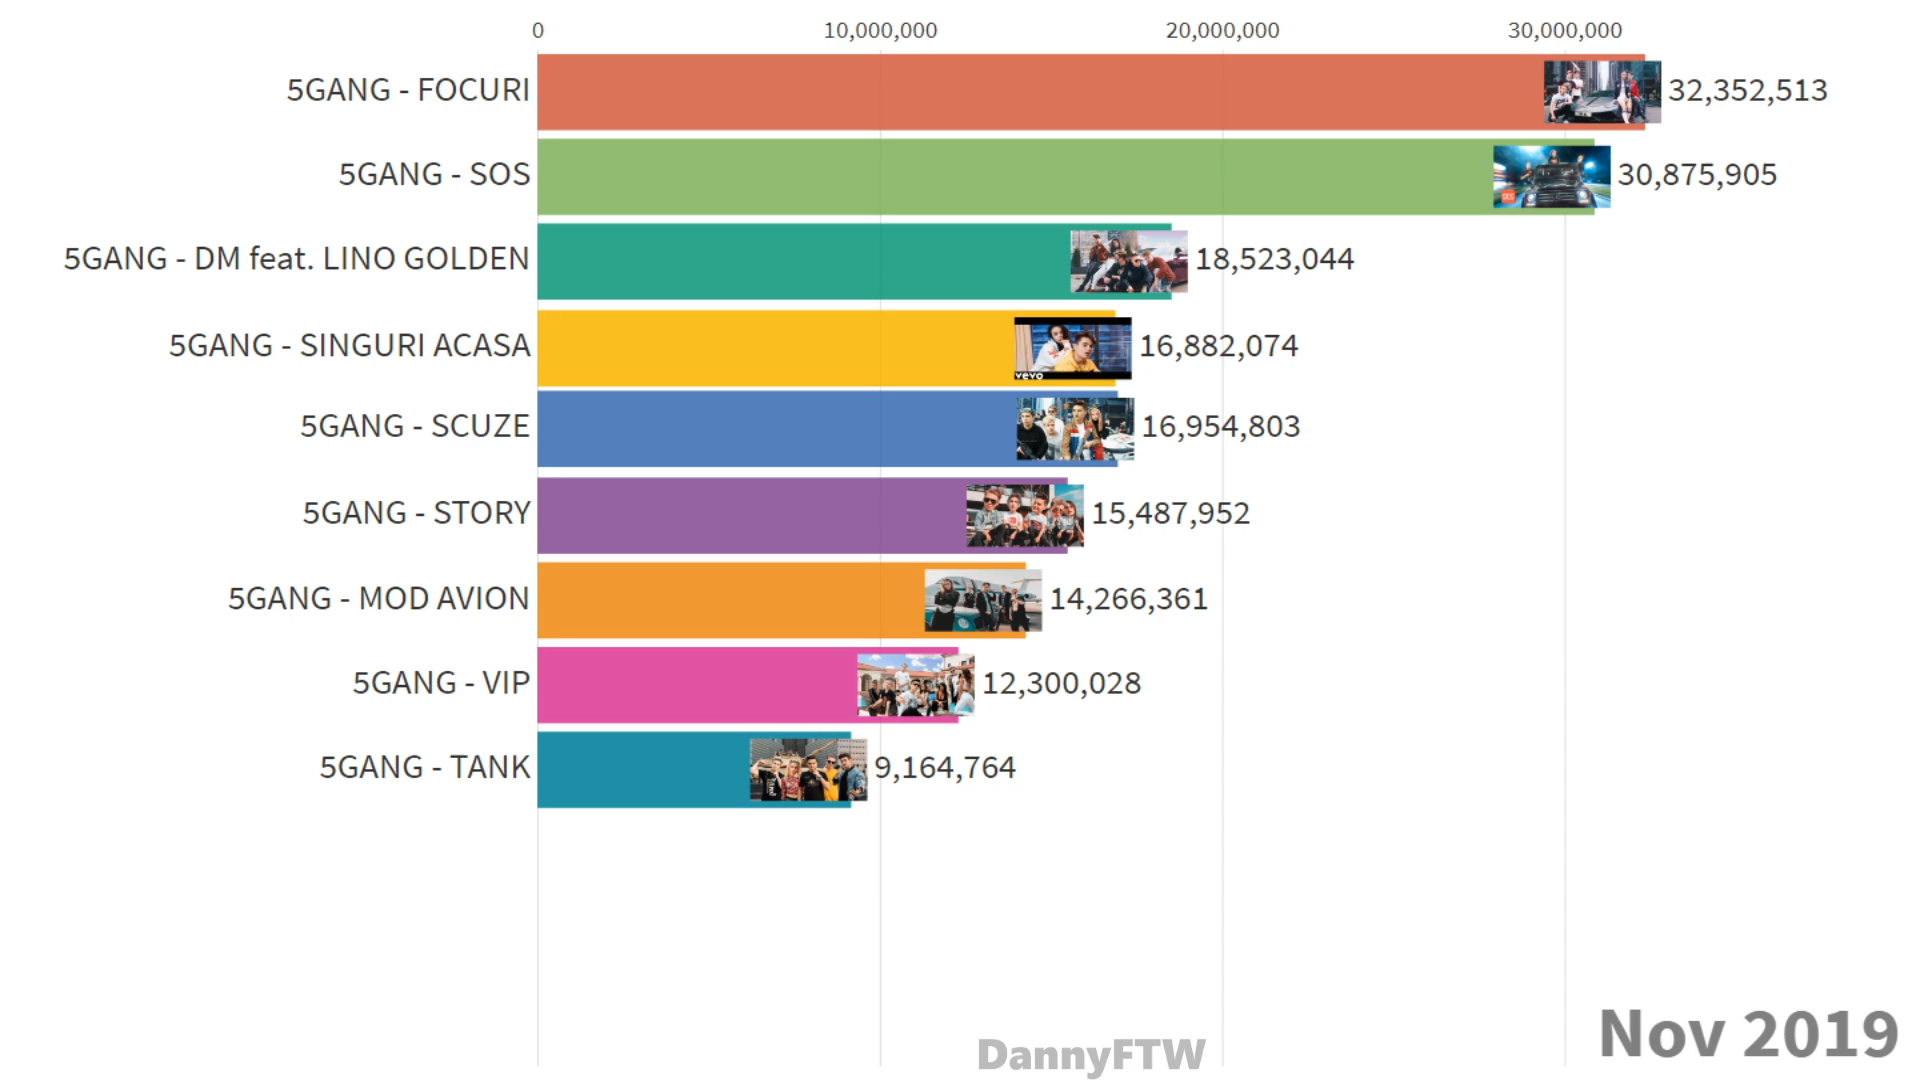 0 10,000,000 20,000,000 30,000,000
5GANG - FOCURI 32,352,513
5GANG - SOS 30,875,905
5GANG - DM feat. LINO GOLDEN 18,523,044
5GANG - SINGURI ACASA vevo 16,882,074
5GANG - SCUZE 16,954,803
5GANG - STORY 15,487,952
5GANG - MOD AVION 14,266,361
5GANG - VIP 12,300,028
5GANG - TANK 9,164,764
Nov 2019
DannyFTW